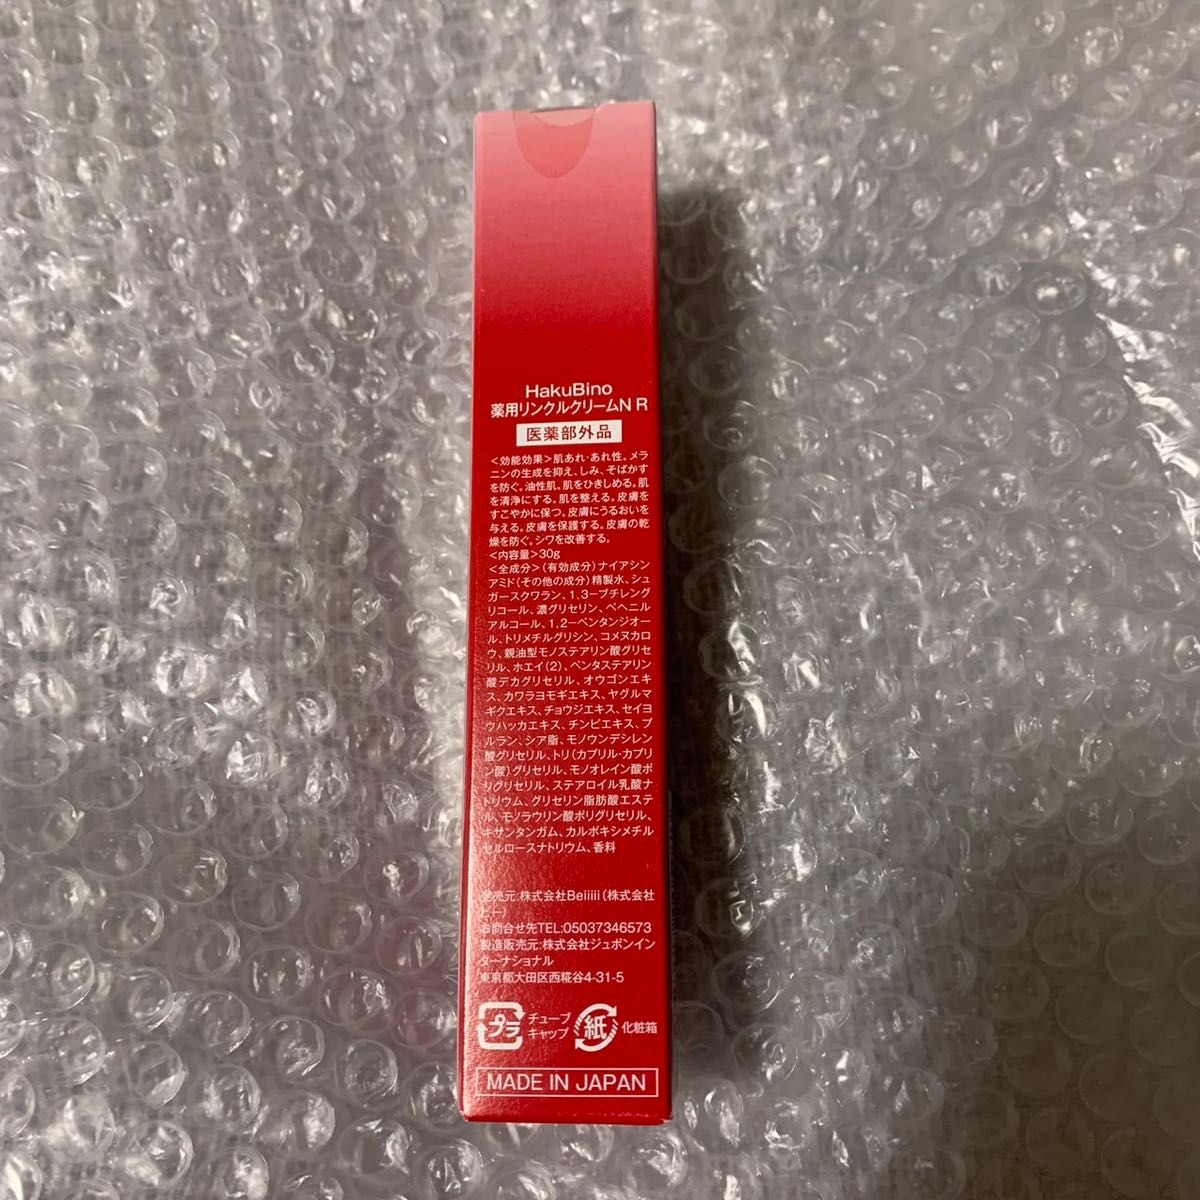 HakuBino
薬用リンクルクリームN R
医薬部外品
<効能効果>肌あれ・あれ性。メラ
ニンの生成を抑え、しみ、そばかす
を防ぐ。油性肌。肌をひきしめる。肌
を清浄にする。肌を整える。皮膚を
すこやかに保つ。皮膚にうるおいを
与える。皮膚を保護する。皮膚の乾
燥を防ぐ。シワを改善する。
<内容量>30g
<全成分>(有効成分)ナイアシン
アミド(その他の成分)精製水、シュ
ガースクワラン、1,3-ブチレング
リコール、濃グリセリン、ベヘニル
アルコール、1,2-ペンタンジオー
ル、トリメチルグリシン、コメヌカロ
ウ、親油型モノステアリン酸グリセ
リル、ホエイ(2)、ペンタステアリン
酸デカグリセリル、オウゴンエキ
ス、カワラヨモギエキス、ヤグルマ
ギクエキス、チョウジエキス、セイヨ
ウハッカエキス、チンピエキス、プ
ルラン、シア脂、モノウンデシレン
酸グリセリル、トリ(カプリル・カプリ
ン酸)グリセリル、モノオレイン酸ポ
リグリセリル、ステアロイル乳酸ナ
トリウム、グリセリン脂肪酸エステ
ル、モノラウリン酸ポリグリセリル、
キサンタンガム、カルボキシメチル
セルロースナトリウム、香料
発売元:株式会社Beiiiii(株式会社
ビー)
お問合せ先TEL:05037346573
製造販売元:株式会社ジュポンイン
ターナショナル
東京都大田区西糀谷4-31-5
プラ チューブ
キャップ 紙 化粧箱
MADE IN JAPAN